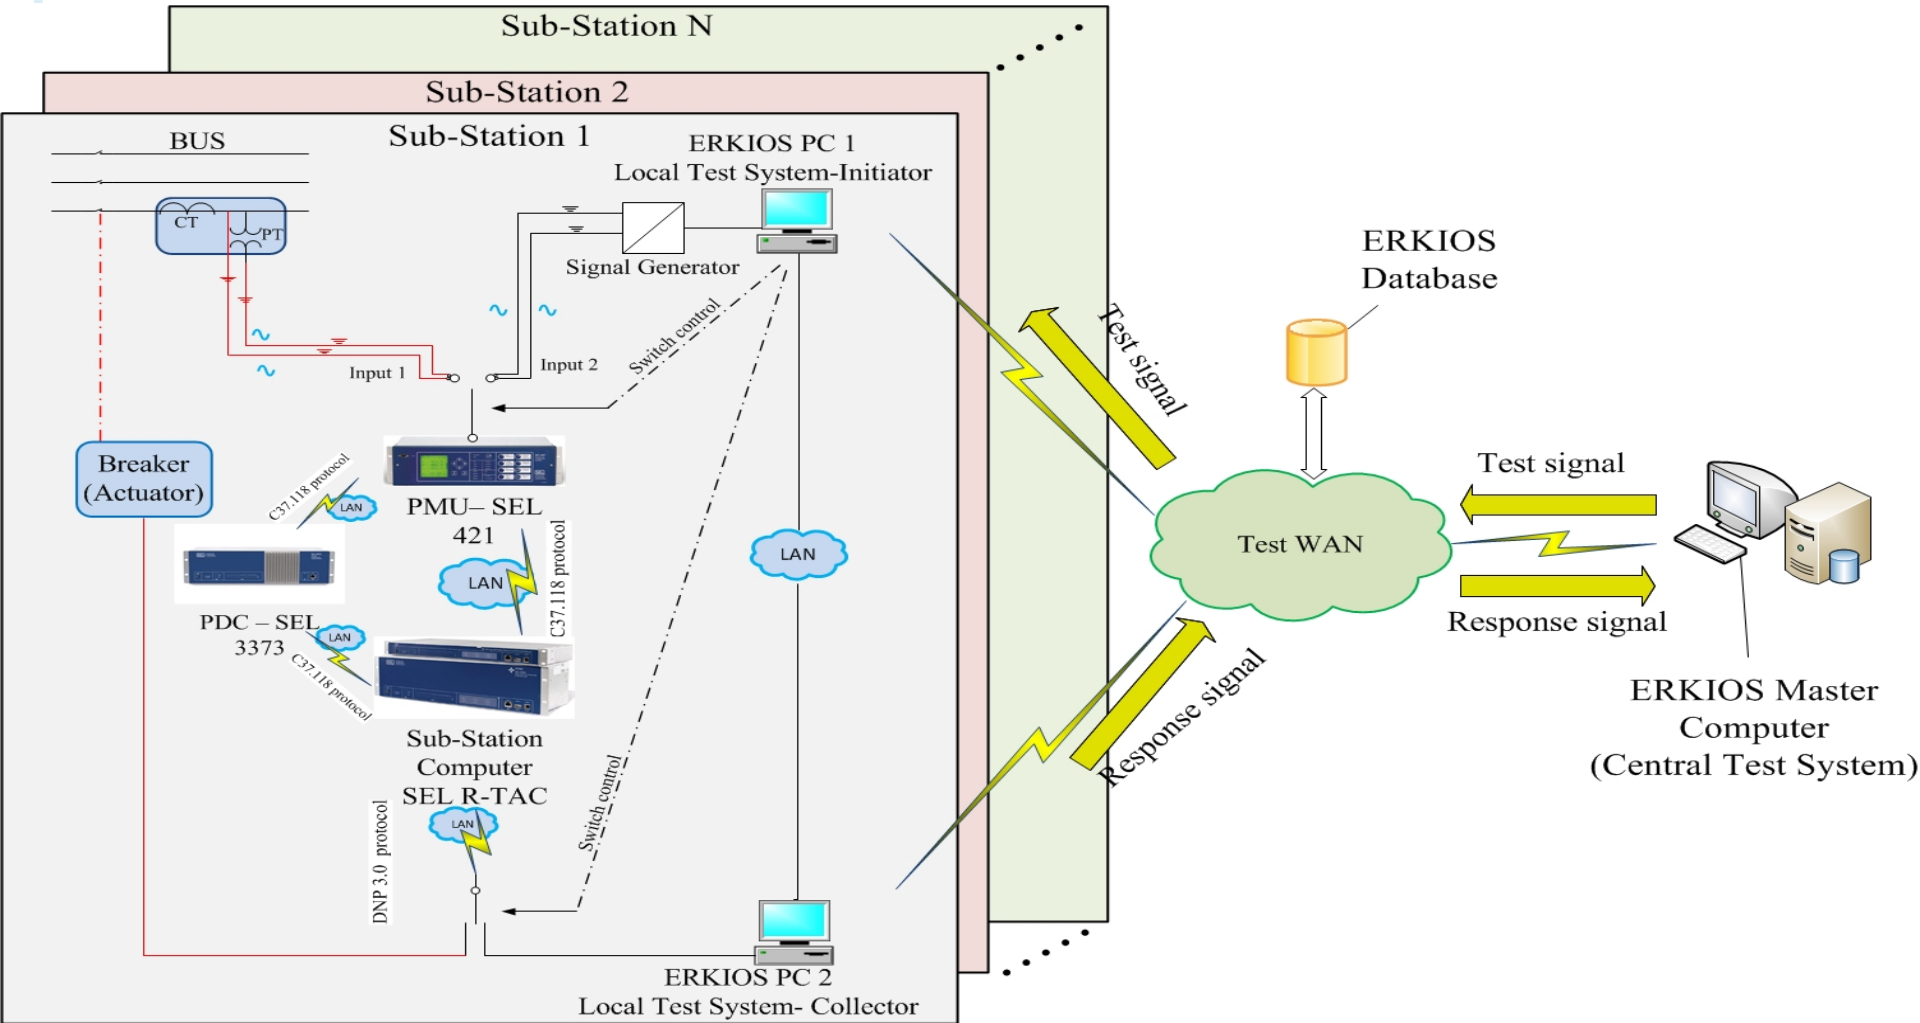 Sub-Station N
Sub-Station 2
Sub-Station 1
BUS
ERKIOS PC 1
Local Test System-Initiator
CT
PT
Signal Generator
Input 1
Input 2
Switch control
Breaker
(Actuator)
C37.118 protocol
LAN
PMU– SEL
421
LAN
C37.118 protocol
LAN
PDC – SEL
3373
LAN
C37.118 protocol
Sub-Station
Computer
SEL R-TAC
LAN
DNP 3.0 protocol
Switch control
ERKIOS PC 2
Local Test System- Collector
Test signal
Response signal
ERKIOS
Database
Test WAN
Test signal
Response signal
ERKIOS Master
Computer
(Central Test System)